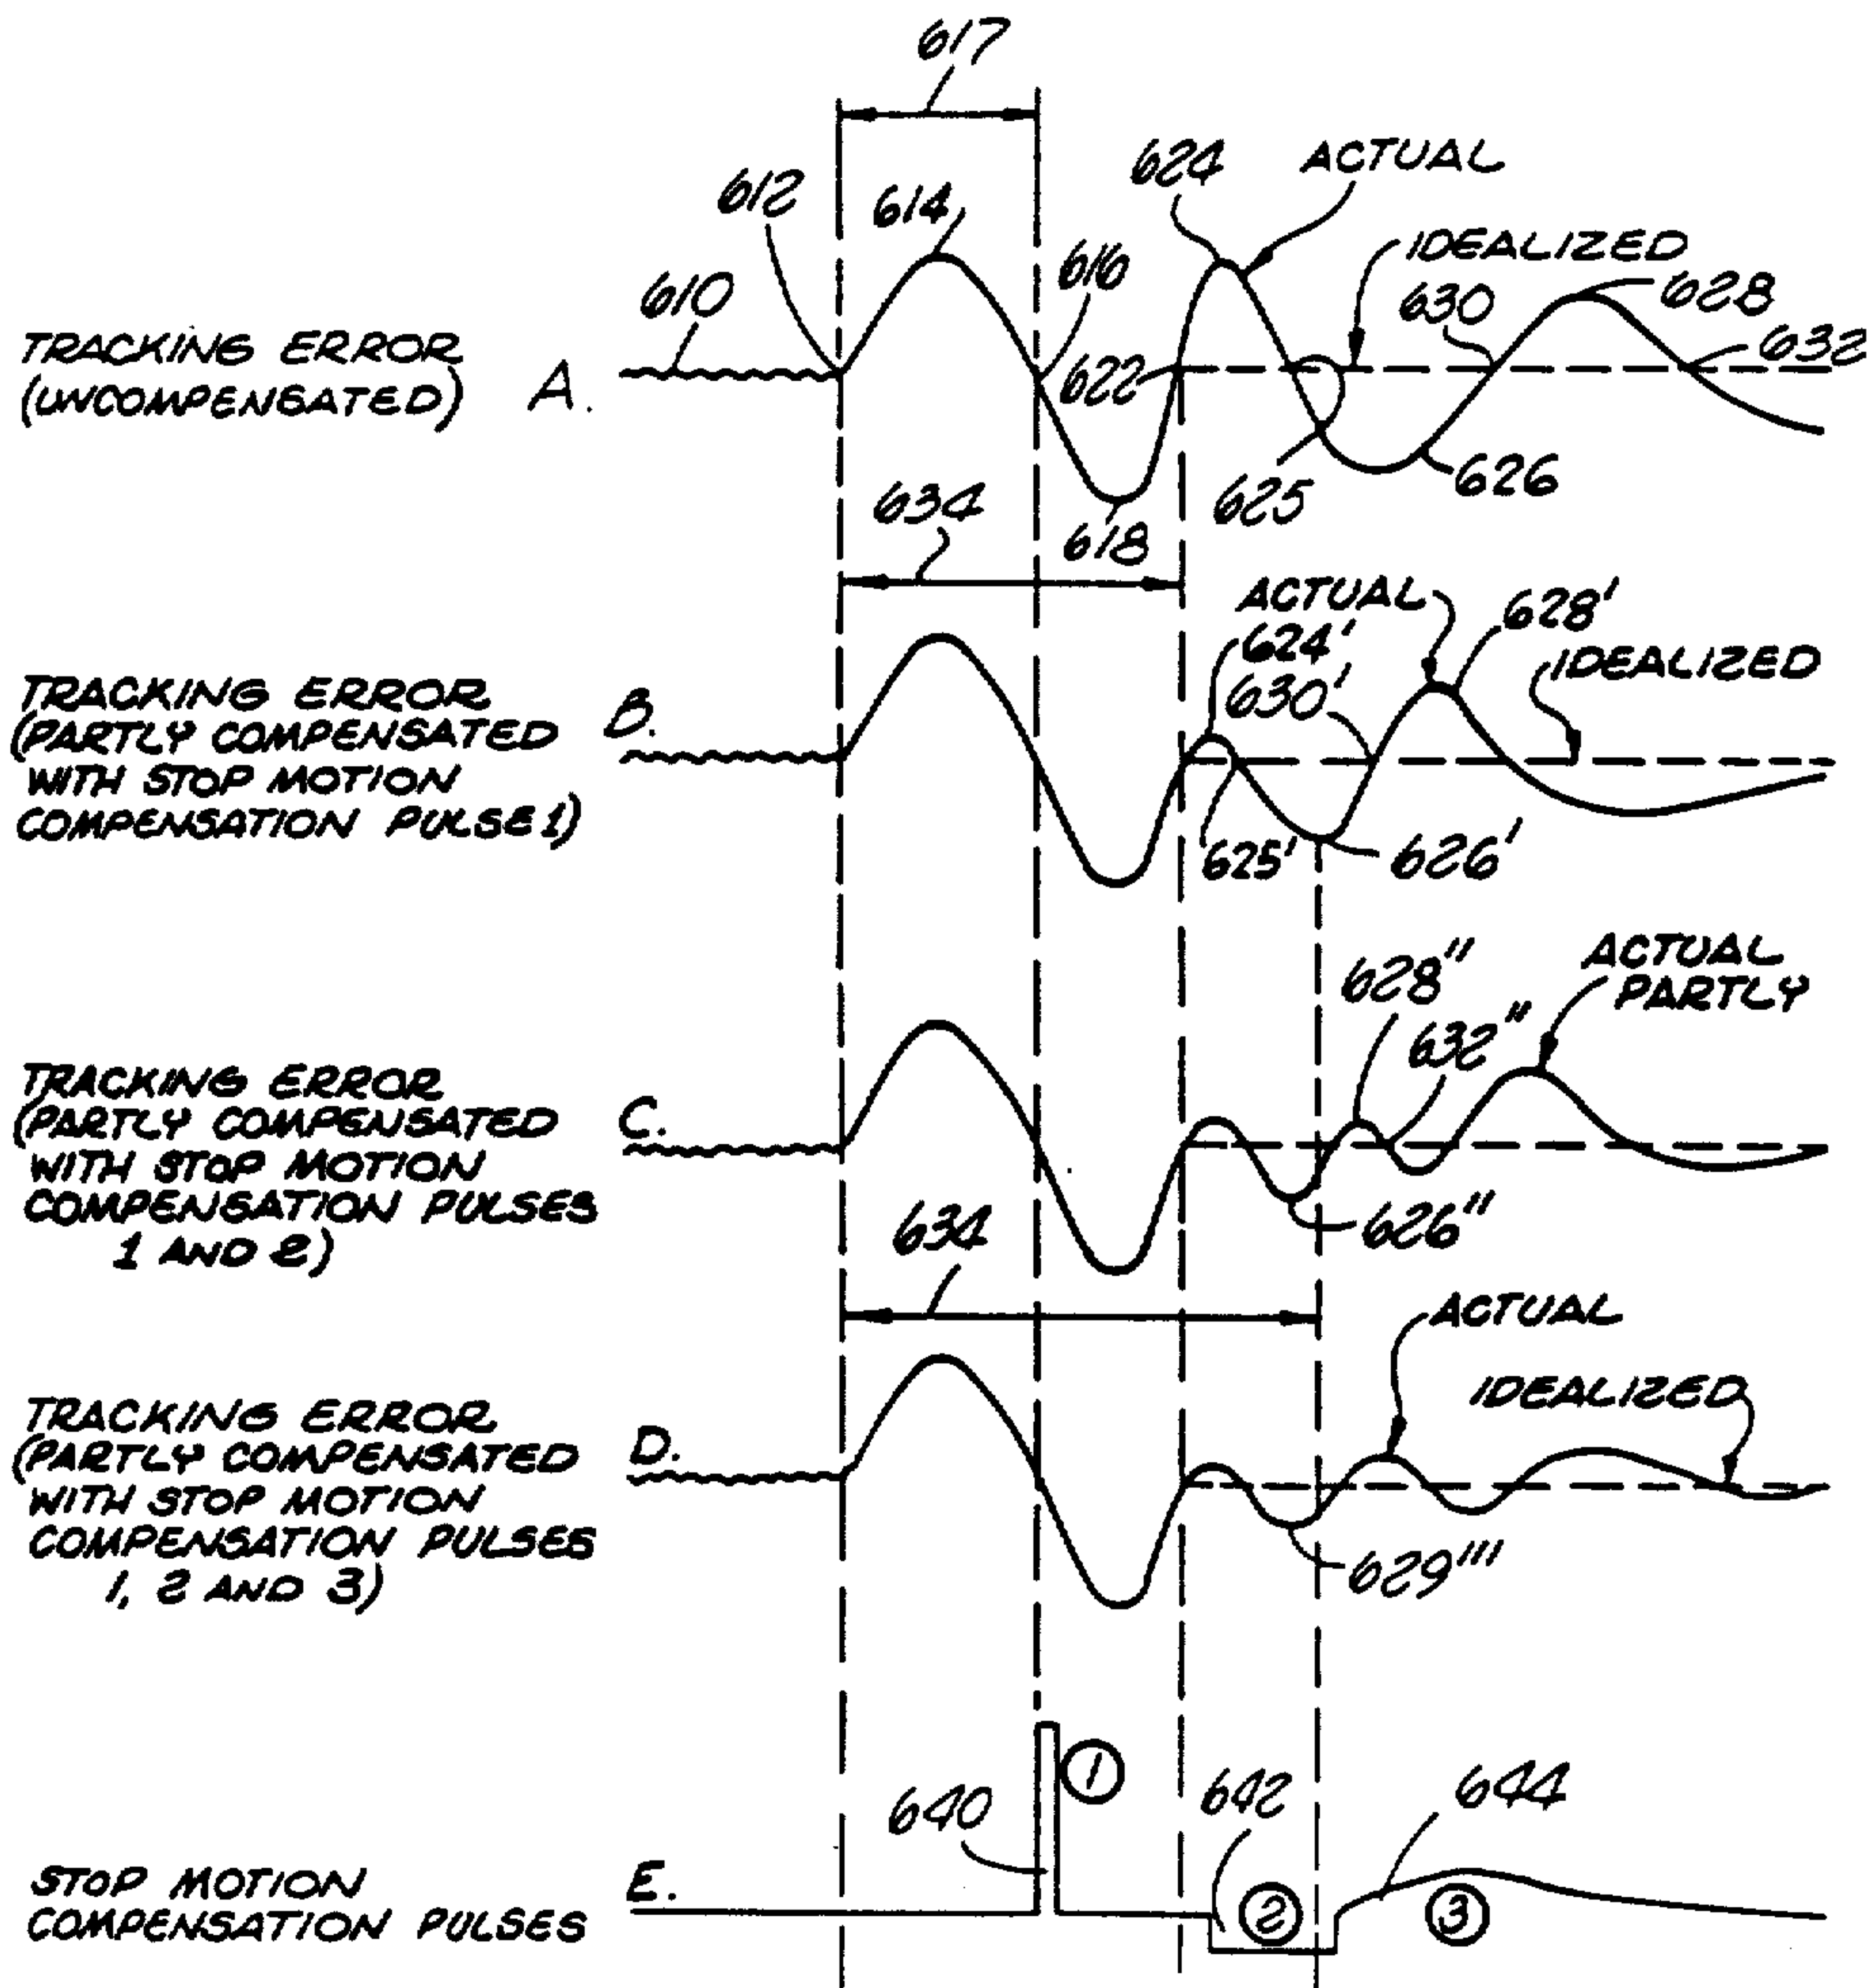 617
612
614
624
ACTUAL
610
616
IDEALIZED
630
628
622
632
TRACKING ERROR
(UNCOMPENSATED)
A.
625
626
634
618
ACTUAL
628'
624'
IDEALIZED
630'
TRACKING ERROR
(PARTLY COMPENSATED
WITH STOP MOTION
COMPENSATION PULSE 1)
B.
625'
626'
628"
ACTUAL
PARTLY
632"
TRACKING ERROR
(PARTLY COMPENSATED
WITH STOP MOTION
COMPENSATION PULSES
1 AND 2)
C.
634
626"
ACTUAL
IDEALIZED
TRACKING ERROR
(PARTLY COMPENSATED
WITH STOP MOTION
COMPENSATION PULSES
1, 2 AND 3)
D.
629'''
1
640
642
644
STOP MOTION
COMPENSATION PULSES
E.
2
3